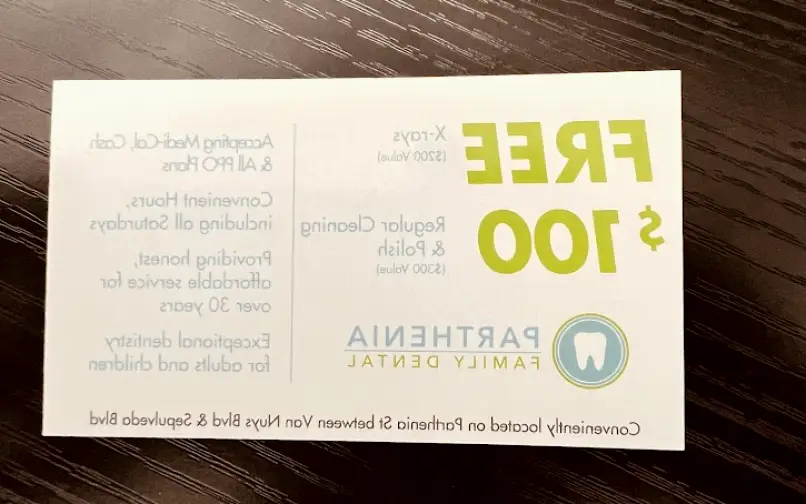 FREE
X-rays
($200 Value)
$100
Regular Cleaning
& Polish
($300 Value)
PARTHENIA
FAMILY DENTAL
Accepting Medi-Cal, Cash
& All PPO Plans
Convenient Hours,
including all Saturdays
Providing honest,
affordable service for
over 30 years
Exceptional dentistry
for adults and children
Conveniently located on Parthenia St between Van Nuys Blvd & Sepulveda Blvd